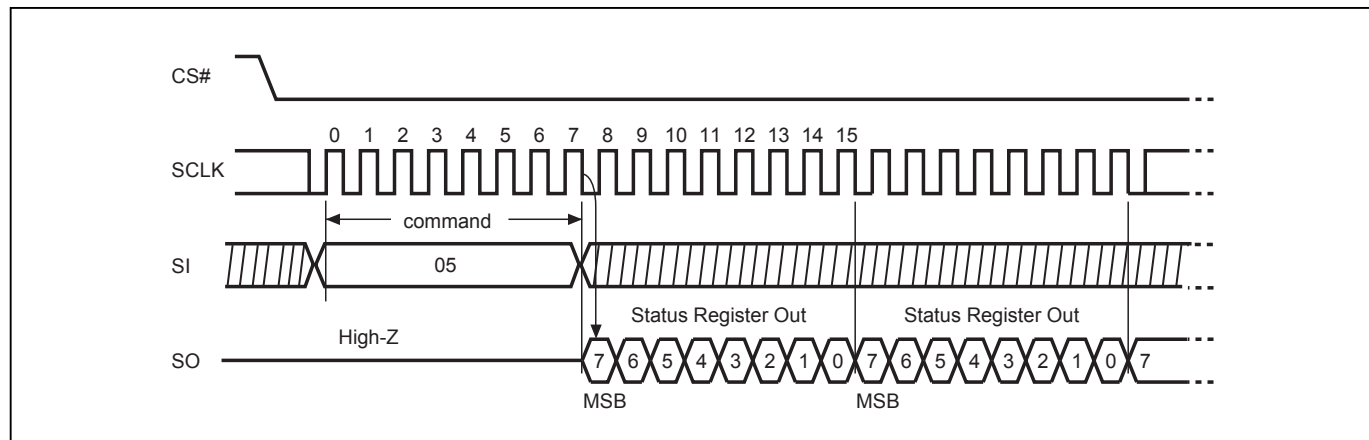 CS#
0 1 2 3 4 5 6 7 8 9 10 11 12 13 14 15
SCLK
command
SI
05
Status Register Out Status Register Out
High-Z
SO
7 6 5 4 3 2 1 0 7 6 5 4 3 2 1 0 7
MSB MSB